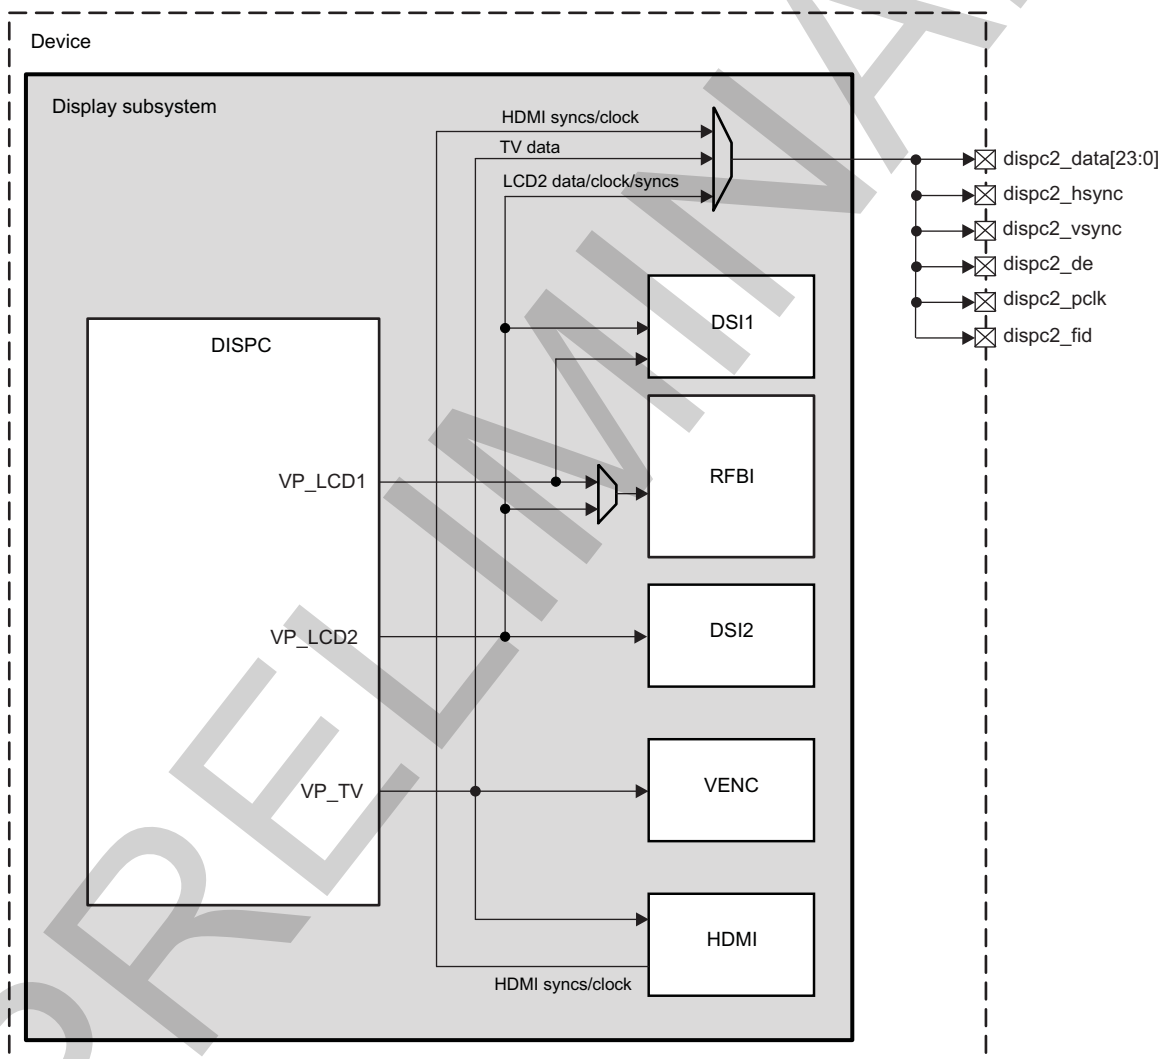 Device
Display subsystem
HDMI syncs/clock
TV data
LCD2 data/clock/syncs
dispc2_data[23:0]
dispc2_hsync
dispc2_vsync
dispc2_de
dispc2_pclk
dispc2_fid
DISPC
VP_LCD1
VP_LCD2
VP_TV
DSI1
RFBI
DSI2
VENC
HDMI
HDMI syncs/clock
PRELIMINA